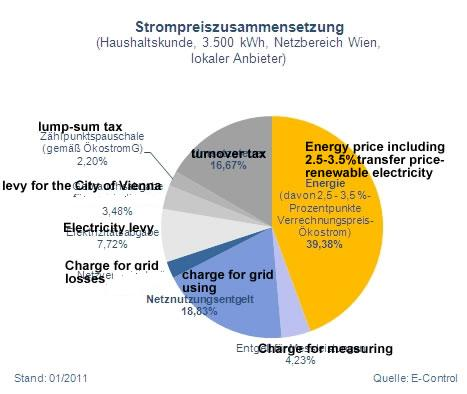 Strompreiszusammensetzung
(Haushaltskunde, 3.500 kWh, Netzbereich Wien,
lokaler Anbieter)
lump-sum tax
Zählpunktspauschale
(gemäß ÖkostromG)
2,20%
turnover tax
16,67%
Energy price including
2.5-3.5% transfer price-
renewable electricity
Energie
(davon 2,5 - 3,5 %-
Prozentpunkte
Verrechnungspreis-
Ökostrom)
39,38%
levy for the City of Vienna
3,48%
Electricity levy
Elektrizitätsabgabe
7,72%
Charge for grid
losses
charge for grid
using
Netznutzungsentgelt
18,83%
Charge for measuring
4,23%
Stand: 01/2011
Quelle: E-Control